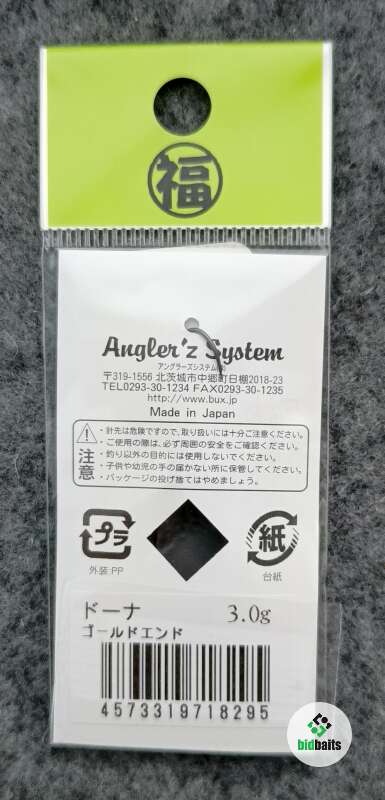 福
Angler'z System
アングラーズシステム㈲
〒319-1556 北茨城市中郷町日棚2018-23
TEL0293-30-1234 FAX0293-30-1235
http://www.bux.jp
Made in Japan
注意
・針先は危険ですので、取り扱いには十分ご注意ください。
・ご使用の際は、必ず周囲の安全をご確認ください。
・釣り以外の目的には使用しないでください。
・子供や幼児の手の届かない所に保管してください。
・パッケージの投げ捨てはやめましょう。
プラ
紙
外装:PP
台紙
ドーナ 3.0g
ゴールドエンド
4573319718295
bidbaits